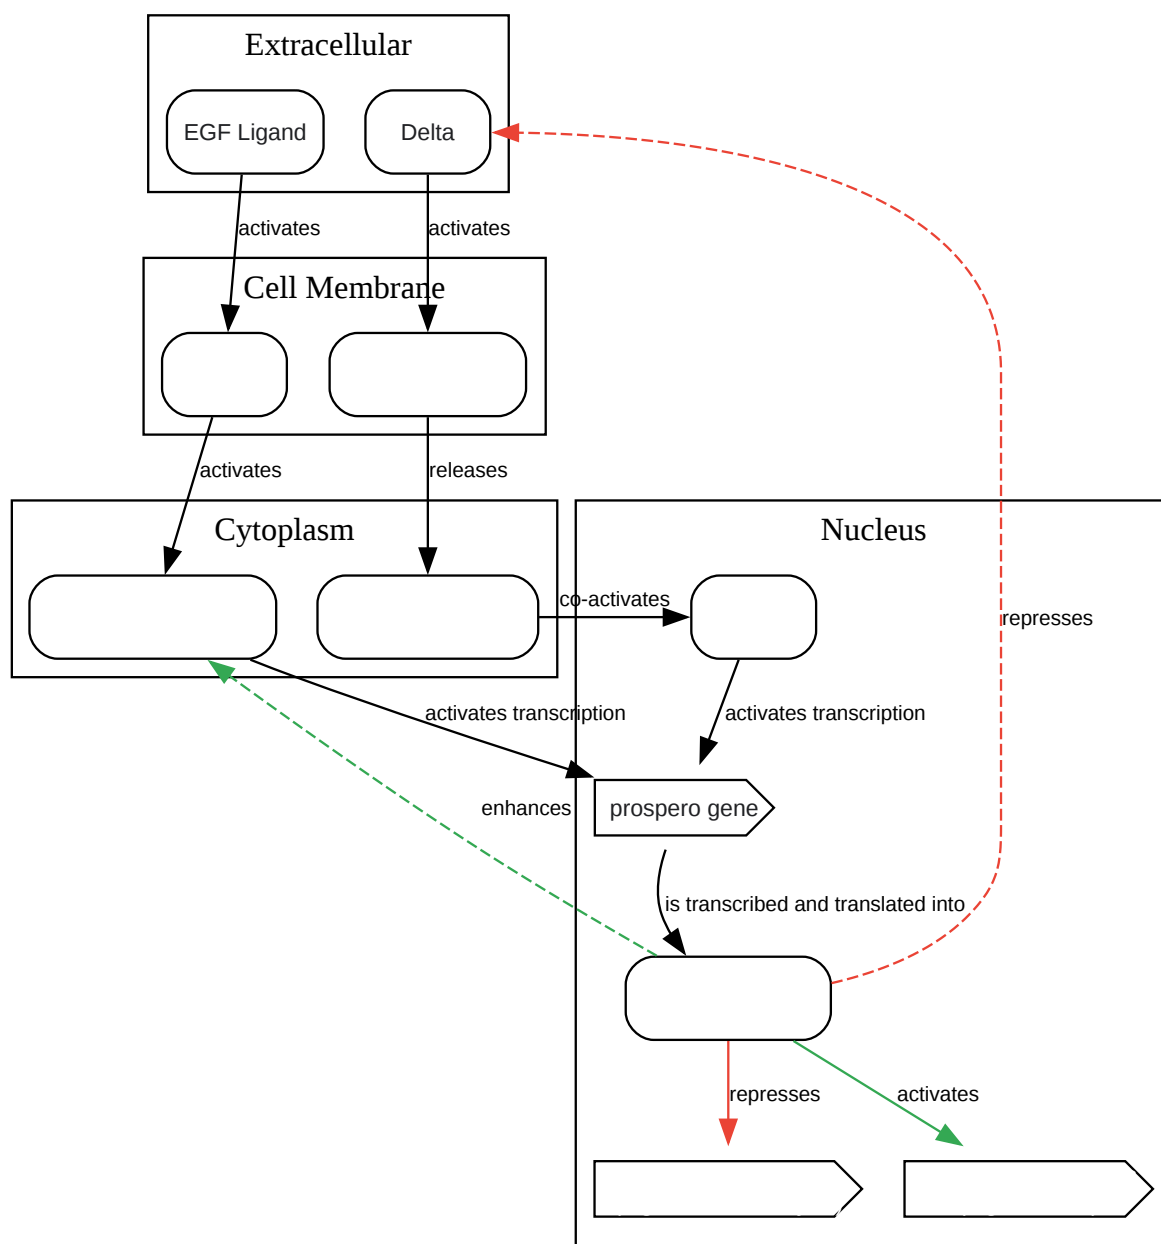 Extracellular
EGF Ligand
Delta
activates
activates
Cell Membrane
activates
releases
Cytoplasm
Nucleus
co-activates
represses
activates transcription
activates transcription
enhances
prospero gene
is transcribed and translated into
represses
activates